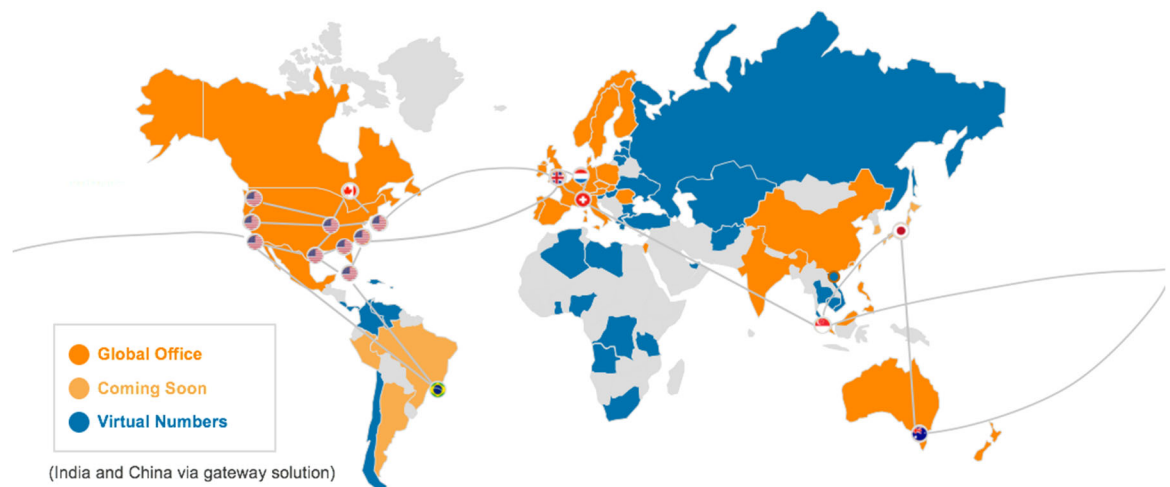 Global Office
Coming Soon
Virtual Numbers
(India and China via gateway solution)